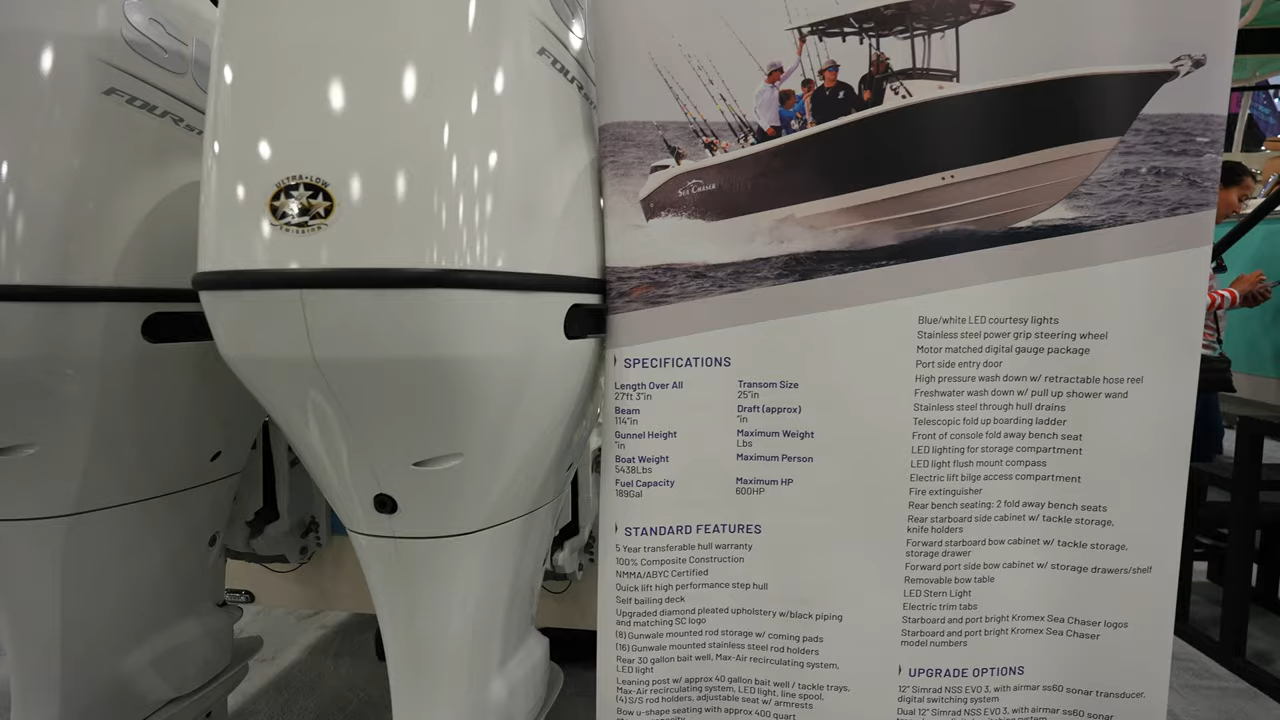 FOUR
FOUR
ULTRA-LOW
EMISSION
SEA CHASER
SPECIFICATIONS
Length Over All
27'ft 3"in
Beam
114"in
Gunnel Height
"in
Boat Weight
5438Lbs
Fuel Capacity
189Gal
Transom Size
25"in
Draft (approx)
"in
Maximum Weight
Lbs
Maximum Person
Maximum HP
600HP
STANDARD FEATURES
5 Year transferable hull warranty
100% Composite Construction
NMMA/ABYC Certified
Quick lift high performance step hull
Self bailing deck
Upgraded diamond pleated upholstery w/black piping
and matching SC logo
(8) Gunwale mounted rod storage w/ coming pads
(16) Gunwale mounted stainless steel rod holders
Rear 30 gallon bait well, Max-Air recirculating system,
LED light
Leaning post w/ approx 40 gallon bait well / tackle trays,
Max-Air recirculating system, LED light, line spool,
(4) S/S rod holders, adjustable seat w/ armrests
Bow u-shape seating with approx 400 quart
Blue/white LED courtesy lights
Stainless steel power grip steering wheel
Motor matched digital gauge package
Port side entry door
High pressure wash down w/ retractable hose reel
Freshwater wash down w/ pull up shower wand
Stainless steel through hull drains
Telescopic fold up boarding ladder
Front of console fold away bench seat
LED lighting for storage compartment
LED light flush mount compass
Electric lift bilge access compartment
Fire extinguisher
Rear bench seating: 2 fold away bench seats
Rear starboard side cabinet w/ tackle storage,
knife holders
Forward starboard bow cabinet w/ tackle storage,
storage drawer
Forward port side bow cabinet w/ storage drawers/shelf
Removable bow table
LED Stern Light
Electric trim tabs
Starboard and port bright Kromex Sea Chaser logos
Starboard and port bright Kromex Sea Chaser
model numbers
UPGRADE OPTIONS
12" Simrad NSS EVO 3, with airmar ss60 sonar transducer,
digital switching system
Dual 12" Simrad NSS EVO 3, with airmar ss60 sonar